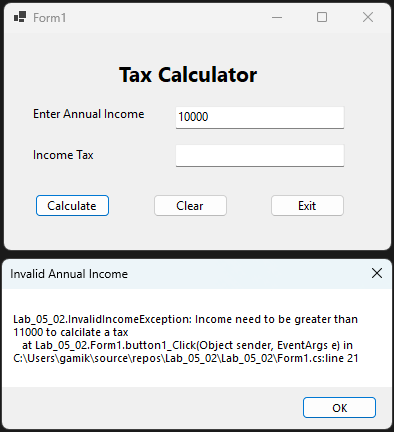 Form1
Tax Calculator
Enter Annual Income
10000
Income Tax
Calculate
Clear
Exit
Invalid Annual Income
Lab_05_02.InvalidIncomeException: Income need to be greater than
11000 to calcilate a tax
at Lab_05_02.Form1.button1_Click(Object sender, EventArgs e) in
C:\Users\gamik\source\repos\Lab_05_02\Lab_05_02\Form1.cs:line 21
OK